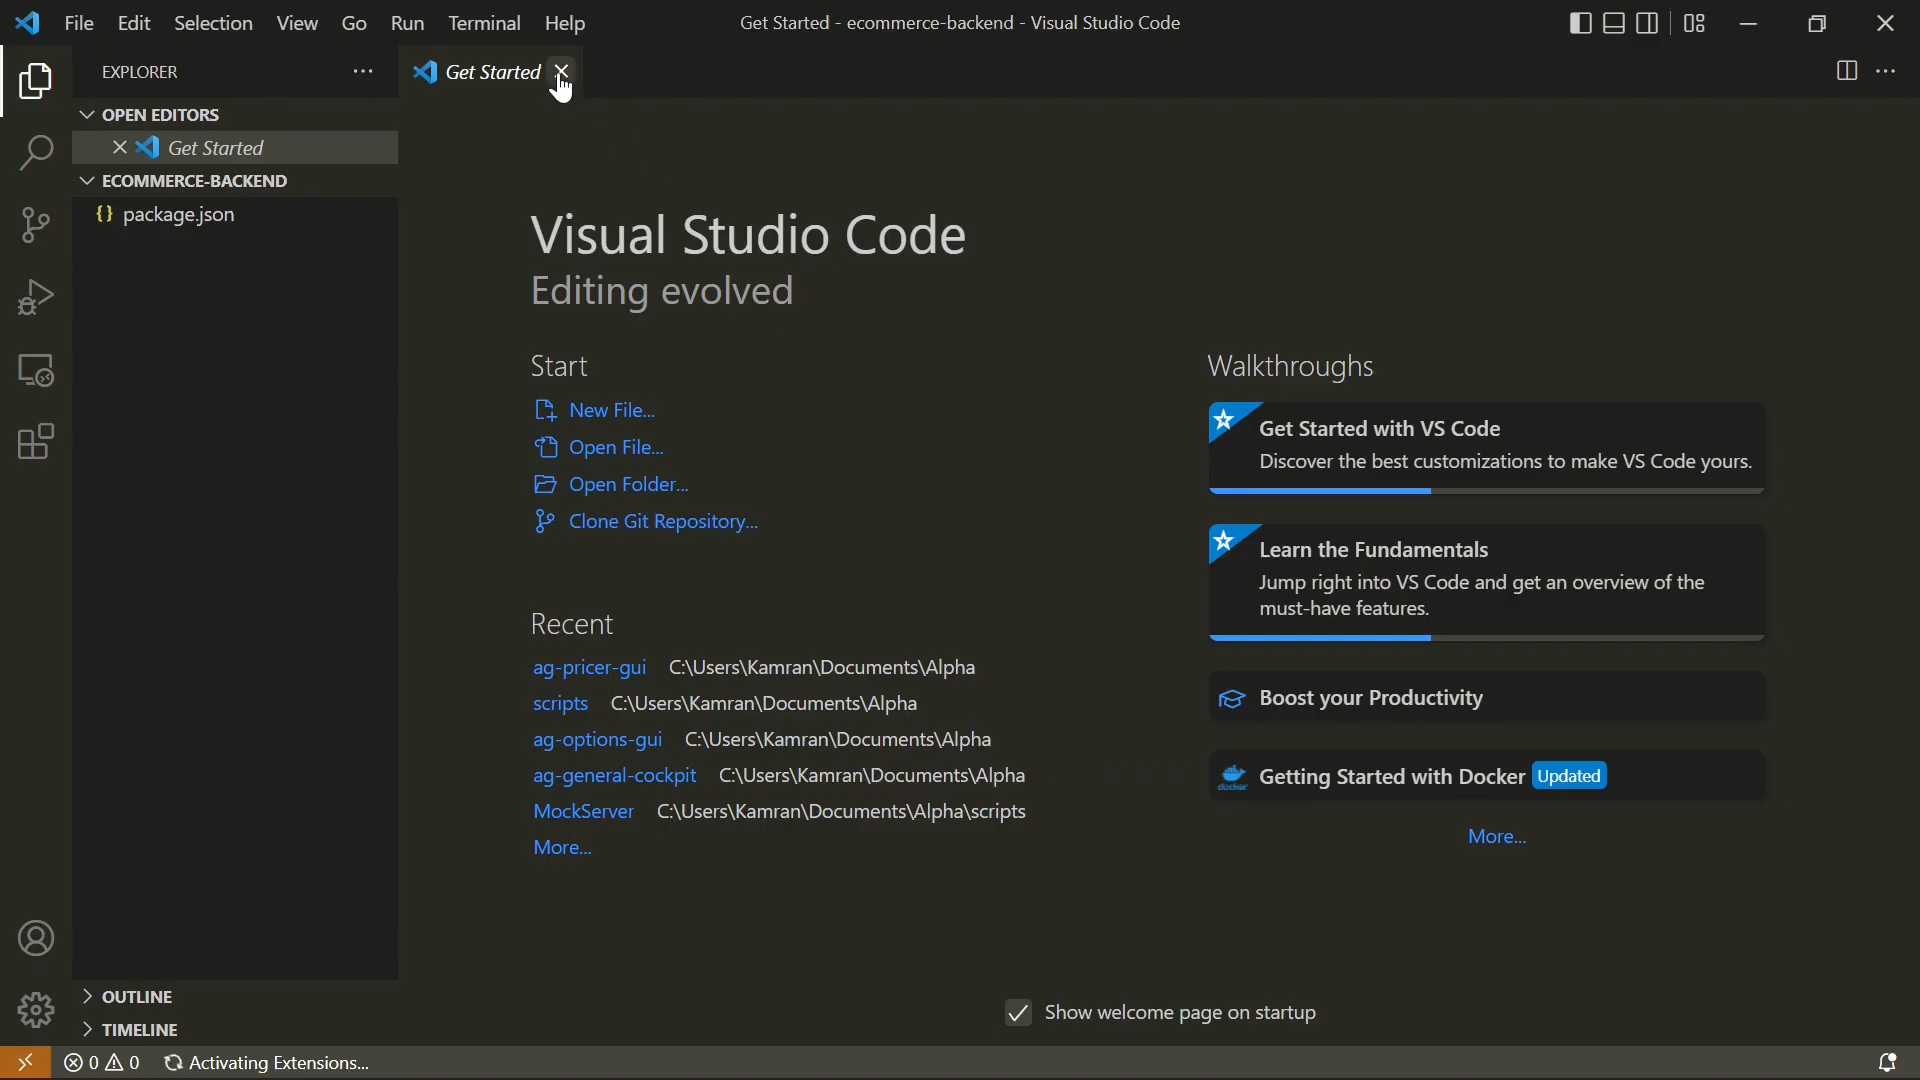 File Edit Selection View Go Run Terminal Help
Get Started - ecommerce-backend - Visual Studio Code
EXPLORER
Get Started
OPEN EDITORS
Get Started
ECOMMERCE-BACKEND
{} package.json
Visual Studio Code
Editing evolved
Start
New File...
Open File...
Open Folder...
Clone Git Repository...
Recent
ag-pricer-gui C:\Users\Kamran\Documents\Alpha
scripts C:\Users\Kamran\Documents\Alpha
ag-options-gui C:\Users\Kamran\Documents\Alpha
ag-general-cockpit C:\Users\Kamran\Documents\Alpha
MockServer C:\Users\Kamran\Documents\Alpha\scripts
More...
Walkthroughs
Get Started with VS Code
Discover the best customizations to make VS Code yours.
Learn the Fundamentals
Jump right into VS Code and get an overview of the
must-have features.
Boost your Productivity
docker
Getting Started with Docker Updated
More...
Show welcome page on startup
OUTLINE
TIMELINE
0 0 Activating Extensions...